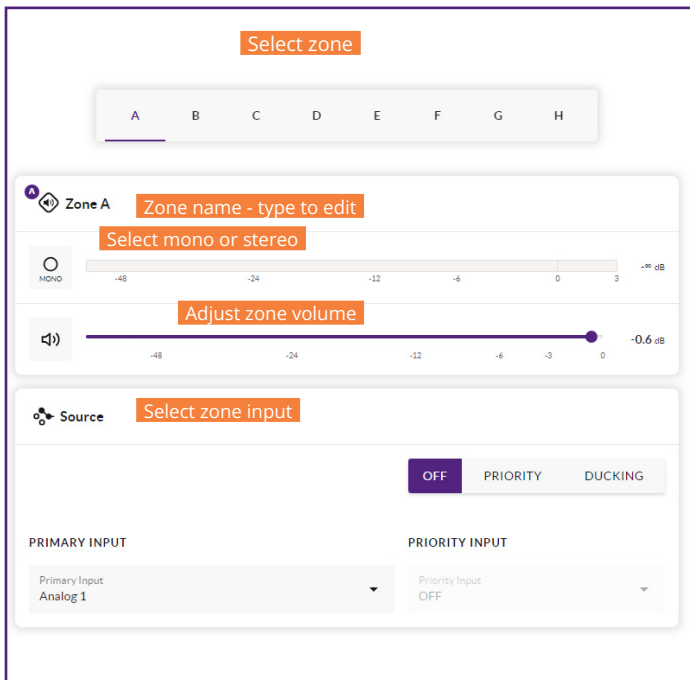 Select zone
A B C D E F G H
A
Zone A
Zone name - type to edit
Select mono or stereo
MONO
-∞ dB
-48 -24 -12 -6 0 3
Adjust zone volume
-0.6 dB
-48 -24 -12 -6 -3 0
Source
Select zone input
OFF PRIORITY DUCKING
PRIMARY INPUT PRIORITY INPUT
Primary Input Priority Input
Analog 1 OFF